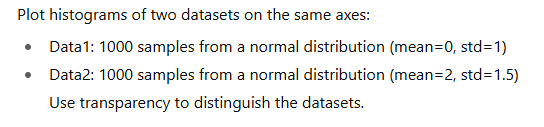 Plot histograms of two datasets on the same axes:
• Data1: 1000 samples from a normal distribution (mean=0, std=1)
• Data2: 1000 samples from a normal distribution (mean=2, std=1.5)
Use transparency to distinguish the datasets.